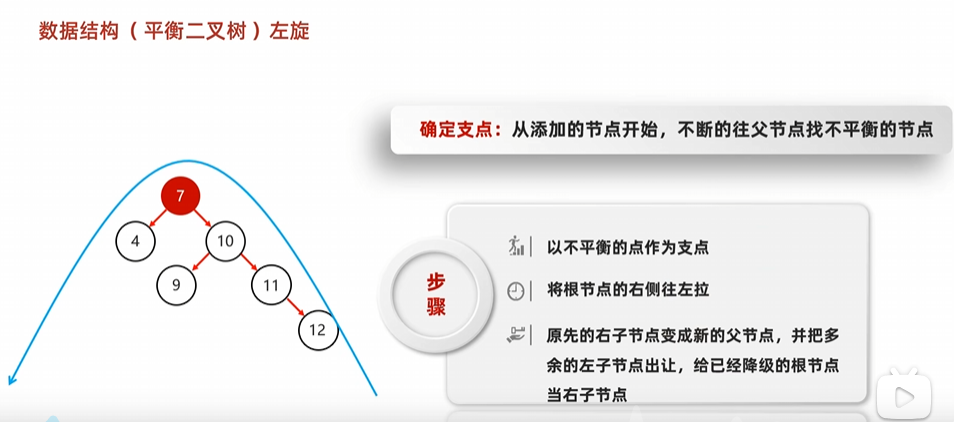 数据结构（平衡二叉树）左旋
确定支点：从添加的节点开始，不断的往父节点找不平衡的节点
7
4
10
9
11
12
步
骤
以不平衡的点作为支点
将根节点的右侧往左拉
原先的右子节点变成新的父节点，并把多
余的左子节点出让，给已经降级的根节点
当右子节点